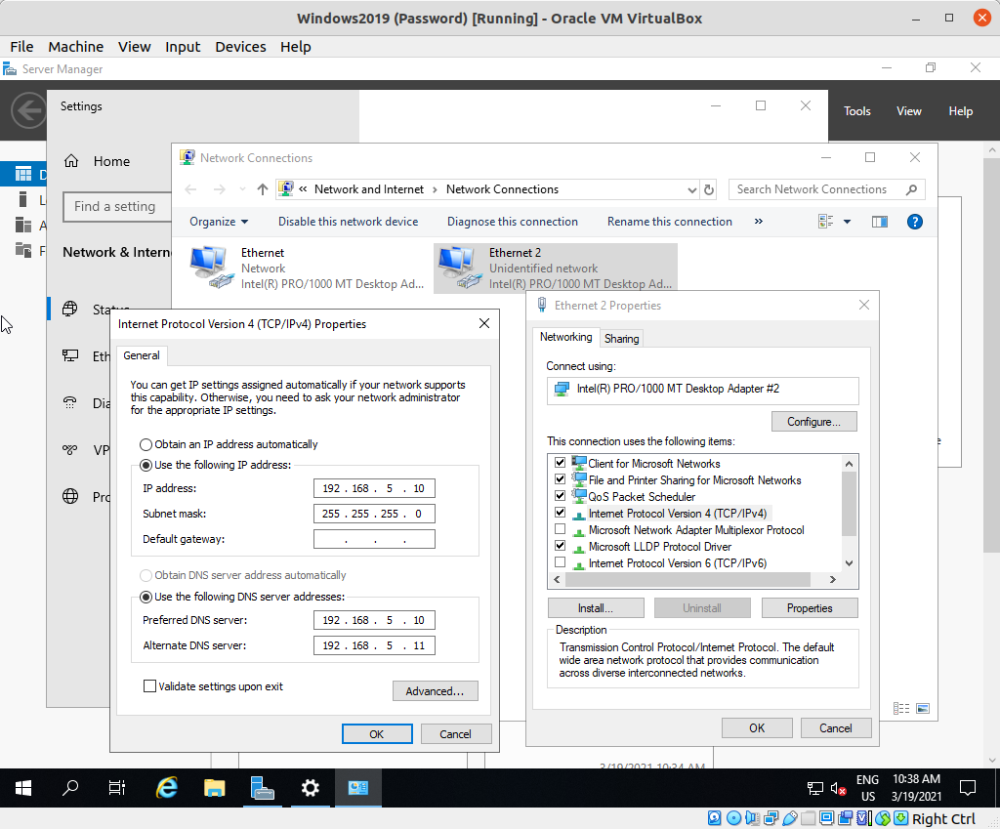 Windows2019 (Password) [Running] - Oracle VM VirtualBox
File Machine View Input Devices Help
Server Manager
Settings
Tools View Help
Home
Find a setting
Network & Intern
Status
Eth
Dia
VP
Pro
D
L
A
F
Network Connections
« Network and Internet › Network Connections
Search Network Connections
Organize Disable this network device Diagnose this connection Rename this connection »
Ethernet
Network
Intel(R) PRO/1000 MT Desktop Ad...
Ethernet 2
Unidentified network
Intel(R) PRO/1000 MT Desktop Ad...
Internet Protocol Version 4 (TCP/IPv4) Properties
General
You can get IP settings assigned automatically if your network supports
this capability. Otherwise, you need to ask your network administrator
for the appropriate IP settings.
Obtain an IP address automatically
Use the following IP address:
IP address: 192 . 168 . 5 . 10
Subnet mask: 255 . 255 . 255 . 0
Default gateway: . . .
Obtain DNS server address automatically
Use the following DNS server addresses:
Preferred DNS server: 192 . 168 . 5 . 10
Alternate DNS server: 192 . 168 . 5 . 11
Validate settings upon exit
Advanced...
OK Cancel
Ethernet 2 Properties
Networking Sharing
Connect using:
Intel(R) PRO/1000 MT Desktop Adapter #2
Configure...
This connection uses the following items:
Client for Microsoft Networks
File and Printer Sharing for Microsoft Networks
QoS Packet Scheduler
Internet Protocol Version 4 (TCP/IPv4)
Microsoft Network Adapter Multiplexor Protocol
Microsoft LLDP Protocol Driver
Internet Protocol Version 6 (TCP/IPv6)
Install... Uninstall Properties
Description
Transmission Control Protocol/Internet Protocol. The default
wide area network protocol that provides communication
across diverse interconnected networks.
OK Cancel
e
3/19/2021 10:34 AM
ENG
US
10:38 AM
3/19/2021
Right Ctrl